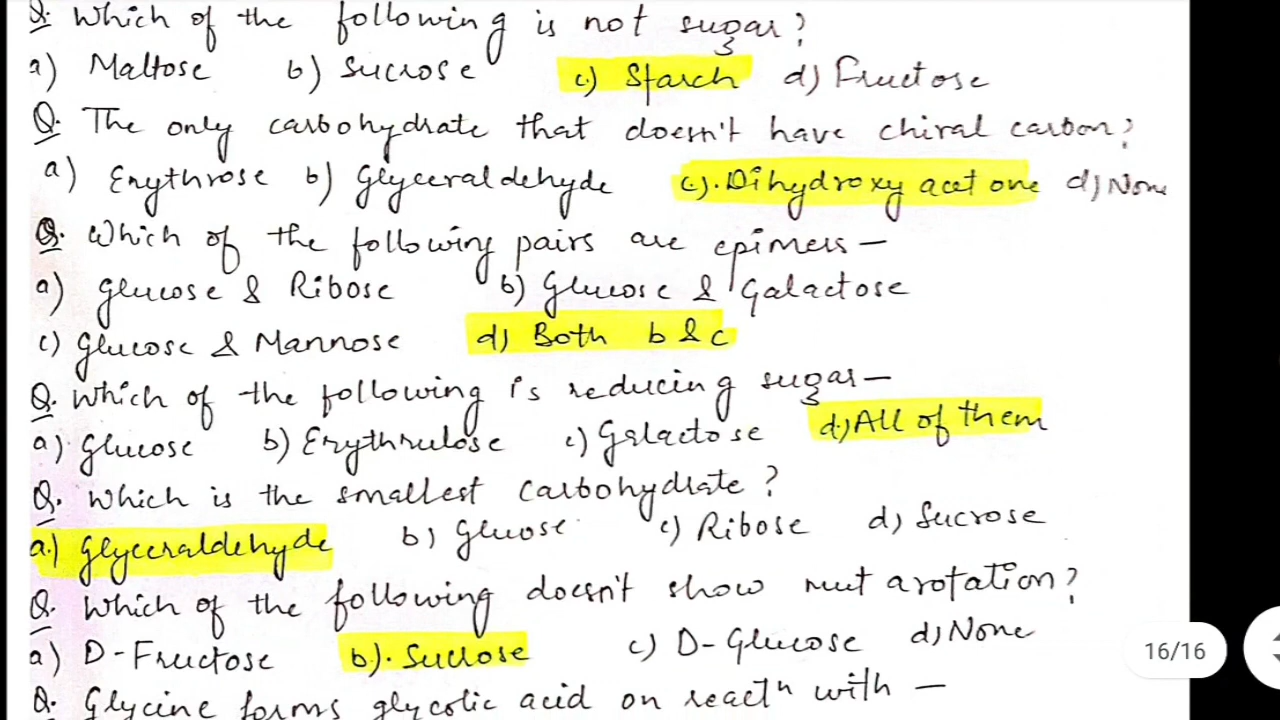 Q. Which of the following is not sugar?
a) Maltose b) Sucrose c) Starch d) Fructose
Q. The only carbohydrate that doesn't have chiral carbon?
a) Erythrose b) Glyceraldehyde c). Dihydroxy acetone d) None
Q. Which of the following pairs are epimers —
a) glucose & Ribose b) Glucose & Galactose
c) Glucose & Mannose d) Both b & c
Q. Which of the following is reducing sugar —
a) Glucose b) Erythrulose c) Galactose d) All of them
Q. Which is the smallest carbohydrate?
a.) Glyceraldehyde b) Gluose c) Ribose d) Sucrose
Q. Which of the following doesn't show mutarotation?
a) D-Fructose b). Sucrose c) D-Glucose d) None
16/16
Q. Glycine forms glycolic acid on reactn with —